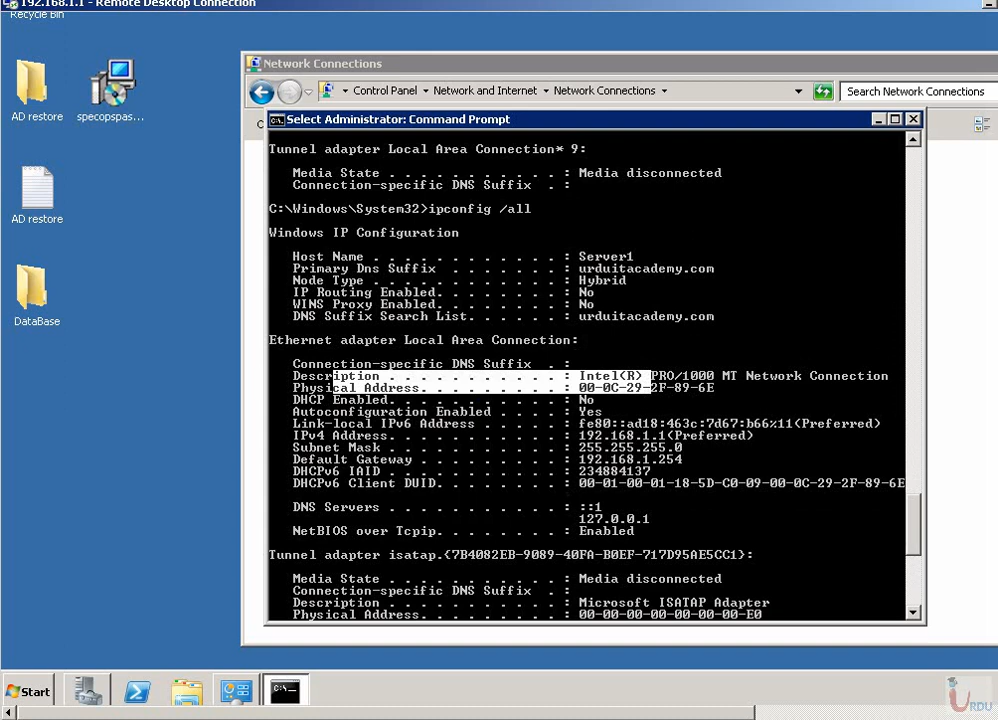 192.168.1.1 - Remote Desktop Connection
Recycle Bin
AD restore
specopspas...
AD restore
DataBase
Network Connections
Control Panel
Network and Internet
Network Connections
Search Network Connections
Select Administrator: Command Prompt
Tunnel adapter Local Area Connection* 9:
Media State . . . . . . . . . . . : Media disconnected
Connection-specific DNS Suffix . :
C:\Windows\System32>ipconfig /all
Windows IP Configuration
Host Name . . . . . . . . . . . . : Server1
Primary Dns Suffix . . . . . . . : urduitacademy.com
Node Type . . . . . . . . . . . . : Hybrid
IP Routing Enabled. . . . . . . . : No
WINS Proxy Enabled. . . . . . . . : No
DNS Suffix Search List. . . . . . : urduitacademy.com
Ethernet adapter Local Area Connection:
Connection-specific DNS Suffix . :
Description . . . . . . . . . . . : Intel(R) PRO/1000 MT Network Connection
Physical Address. . . . . . . . . : 00-0C-29-2F-89-6E
DHCP Enabled. . . . . . . . . . . : No
Autoconfiguration Enabled . . . . : Yes
Link-local IPv6 Address . . . . . : fe80::ad18:463c:7d67:b66%11(Preferred)
IPv4 Address. . . . . . . . . . . : 192.168.1.1(Preferred)
Subnet Mask . . . . . . . . . . . : 255.255.255.0
Default Gateway . . . . . . . . . : 192.168.1.254
DHCPv6 IAID . . . . . . . . . . . : 234884137
DHCPv6 Client DUID. . . . . . . . : 00-01-00-01-18-5D-C0-09-00-0C-29-2F-89-6E
DNS Servers . . . . . . . . . . . : ::1
127.0.0.1
NetBIOS over Tcpip. . . . . . . . : Enabled
Tunnel adapter isatap.{7B4082EB-9089-40FA-B0EF-717D95AE5CC1}:
Media State . . . . . . . . . . . : Media disconnected
Connection-specific DNS Suffix . :
Description . . . . . . . . . . . : Microsoft ISATAP Adapter
Physical Address. . . . . . . . . : 00-00-00-00-00-00-00-E0
Start
URDU